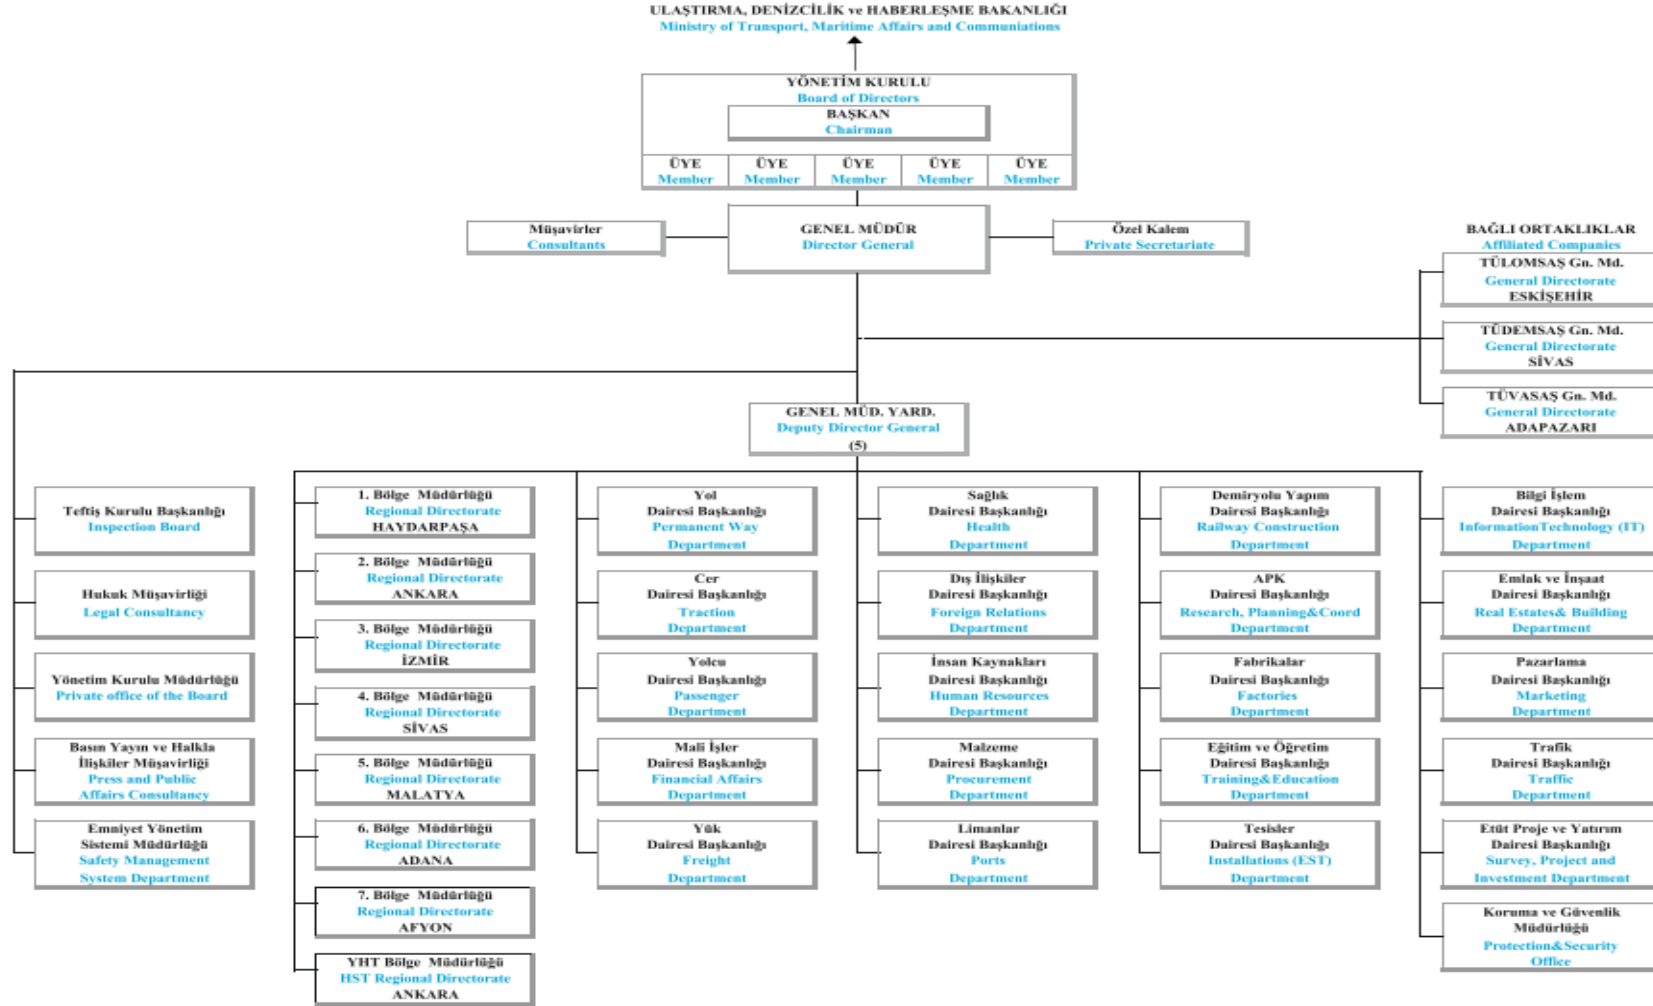 ULAŞTIRMA, DENİZCİLİK ve HABERLEŞME BAKANLIĞI
Ministry of Transport, Maritime Affairs and Communiations
YÖNETİM KURULU
Board of Directors
BAŞKAN
Chairman
ÜYE
Member
ÜYE
Member
ÜYE
Member
ÜYE
Member
ÜYE
Member
Müşavirler
Consultants
GENEL MÜDÜR
Director General
Özel Kalem
Private Secretariate
BAĞLI ORTAKLIKLAR
Affiliated Companies
TÜLOMSAŞ Gn. Md.
General Directorate
ESKİŞEHİR
TÜDEMSAŞ Gn. Md.
General Directorate
SİVAS
TÜVASAŞ Gn. Md.
General Directorate
ADAPAZARI
GENEL MÜD. YARD.
Deputy Director General
(5)
Teftiş Kurulu Başkanlığı
Inspection Board
Hukuk Müşavirliği
Legal Consultancy
Yönetim Kurulu Müdürlüğü
Private office of the Board
Basın Yayın ve Halkla
İlişkiler Müşavirliği
Press and Public
Affairs Consultancy
Emniyet Yönetim
Sistemi Müdürlüğü
Safety Management
System Department
1. Bölge Müdürlüğü
Regional Directorate
HAYDARPAŞA
2. Bölge Müdürlüğü
Regional Directorate
ANKARA
3. Bölge Müdürlüğü
Regional Directorate
İZMİR
4. Bölge Müdürlüğü
Regional Directorate
SİVAS
5. Bölge Müdürlüğü
Regional Directorate
MALATYA
6. Bölge Müdürlüğü
Regional Directorate
ADANA
7. Bölge Müdürlüğü
Regional Directorate
AFYON
YHT Bölge Müdürlüğü
HST Regional Directorate
ANKARA
Yol
Dairesi Başkanlığı
Permanent Way
Department
Cer
Dairesi Başkanlığı
Traction
Department
Yolcu
Dairesi Başkanlığı
Passenger
Department
Mali İşler
Dairesi Başkanlığı
Financial Affairs
Department
Yük
Dairesi Başkanlığı
Freight
Department
Sağlık
Dairesi Başkanlığı
Health
Department
Dış İlişkiler
Dairesi Başkanlığı
Foreign Relations
Department
İnsan Kaynakları
Dairesi Başkanlığı
Human Resources
Department
Malzeme
Dairesi Başkanlığı
Procurement
Department
Limanlar
Dairesi Başkanlığı
Ports
Department
Demiryolu Yapım
Dairesi Başkanlığı
Railway Construction
Department
APK
Dairesi Başkanlığı
Research, Planning&Coord
Department
Fabrikalar
Dairesi Başkanlığı
Factories
Department
Eğitim ve Öğretim
Dairesi Başkanlığı
Training&Education
Department
Tesisler
Dairesi Başkanlığı
Installations (EST)
Department
Bilgi İşlem
Dairesi Başkanlığı
InformationTechnology (IT)
Department
Emlak ve İnşaat
Dairesi Başkanlığı
Real Estates& Building
Department
Pazarlama
Dairesi Başkanlığı
Marketing
Department
Trafik
Dairesi Başkanlığı
Traffic
Department
Etüt Proje ve Yatırım
Dairesi Başkanlığı
Survey, Project and
Investment Department
Koruma ve Güvenlik
Müdürlüğü
Protection&Security
Office